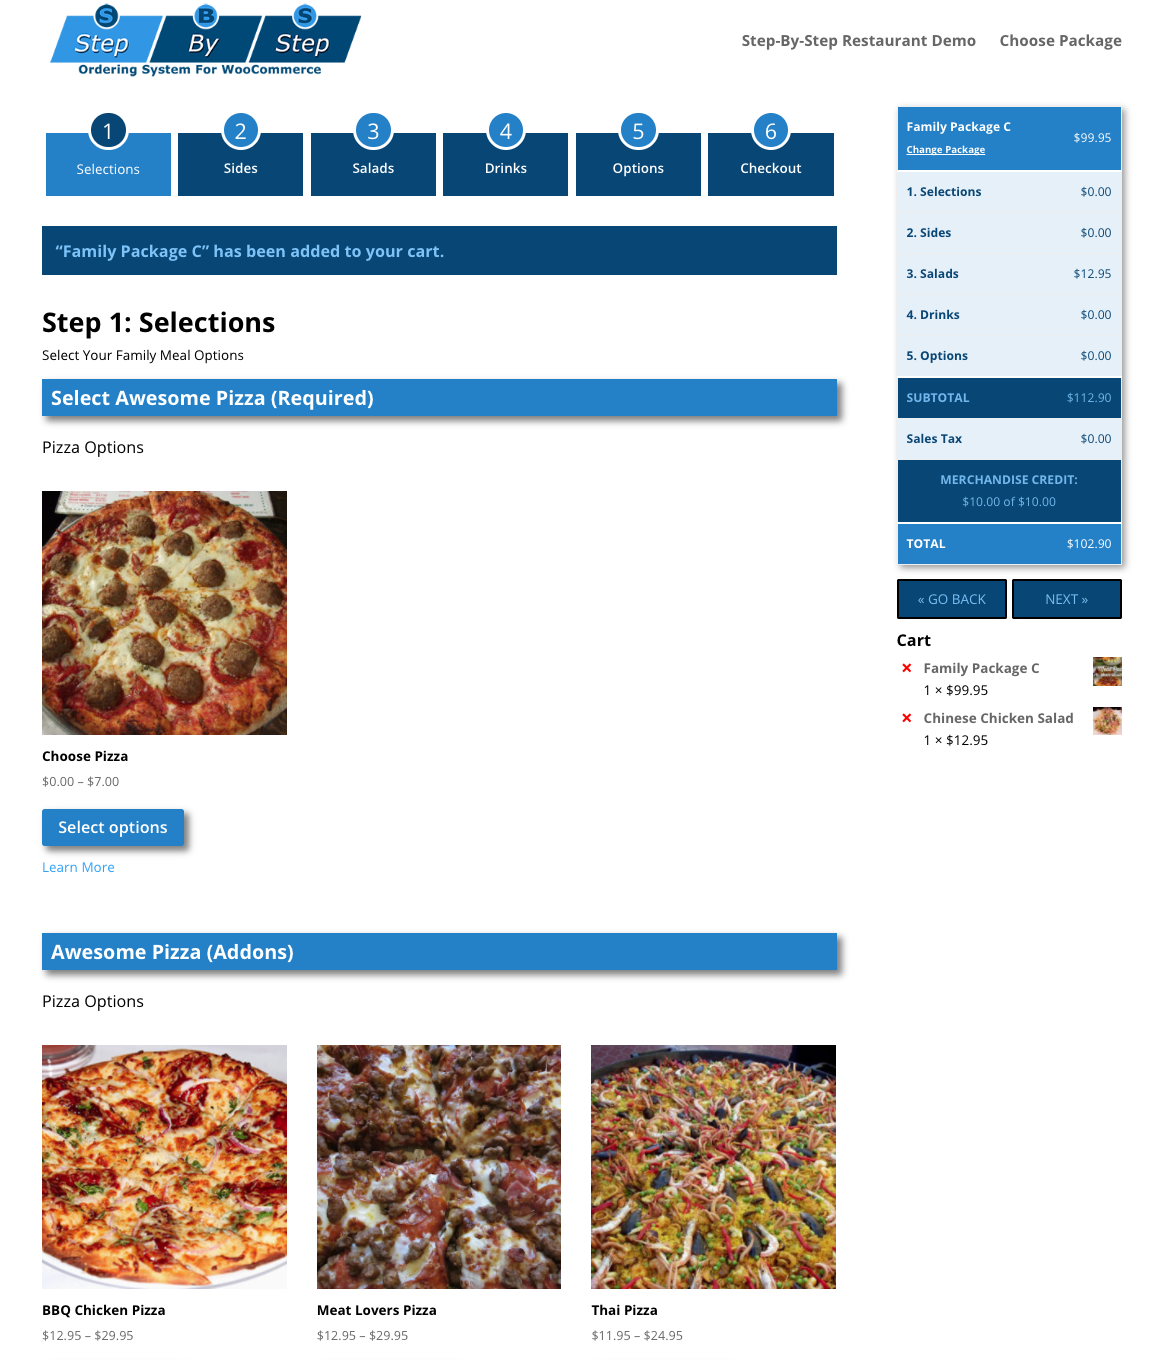 S B S
Step By Step
Ordering System For WooCommerce
Step-By-Step Restaurant Demo Choose Package
1 2 3 4 5 6
Selections Sides Salads Drinks Options Checkout
“Family Package C” has been added to your cart.
Step 1: Selections
Select Your Family Meal Options
Select Awesome Pizza (Required)
Pizza Options
Choose Pizza
$0.00 – $7.00
Select options
Learn More
Awesome Pizza (Addons)
Pizza Options
BBQ Chicken Pizza
$12.95 – $29.95
Meat Lovers Pizza
$12.95 – $29.95
Thai Pizza
$11.95 – $24.95
Family Package C $99.95
Change Package
1. Selections $0.00
2. Sides $0.00
3. Salads $12.95
4. Drinks $0.00
5. Options $0.00
SUBTOTAL $112.90
Sales Tax $0.00
MERCHANDISE CREDIT:
$10.00 of $10.00
TOTAL $102.90
« GO BACK NEXT »
Cart
× Family Package C
1 × $99.95
× Chinese Chicken Salad
1 × $12.95